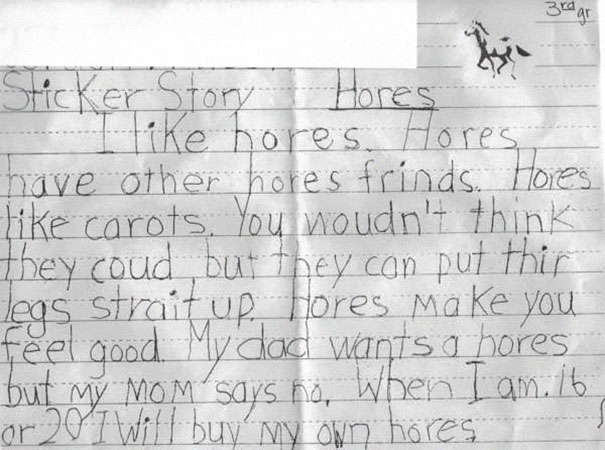 3rd gr
Sticker Story Hores
I like hores. Hores
have other hores frinds. Hores
like carots. You woudn't think
they coud but they can put thir
legs strait up. Hores make you
feel good. My dad wants a hores
but my mom says no. When I am. 16
or 20 I will buy my own hores